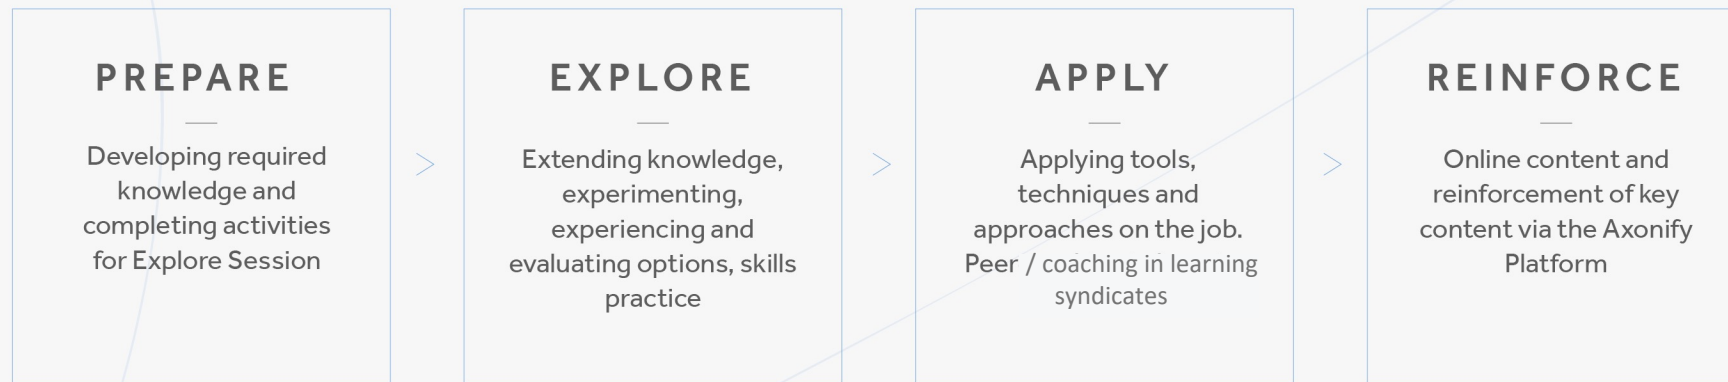 PREPARE
Developing required
knowledge and
completing activities
for Explore Session
>
EXPLORE
Extending knowledge,
experimenting,
experiencing and
evaluating options, skills
practice
>
APPLY
Applying tools,
techniques and
approaches on the job.
Peer / coaching in learning
syndicates
>
REINFORCE
Online content and
reinforcement of key
content via the Axonify
Platform